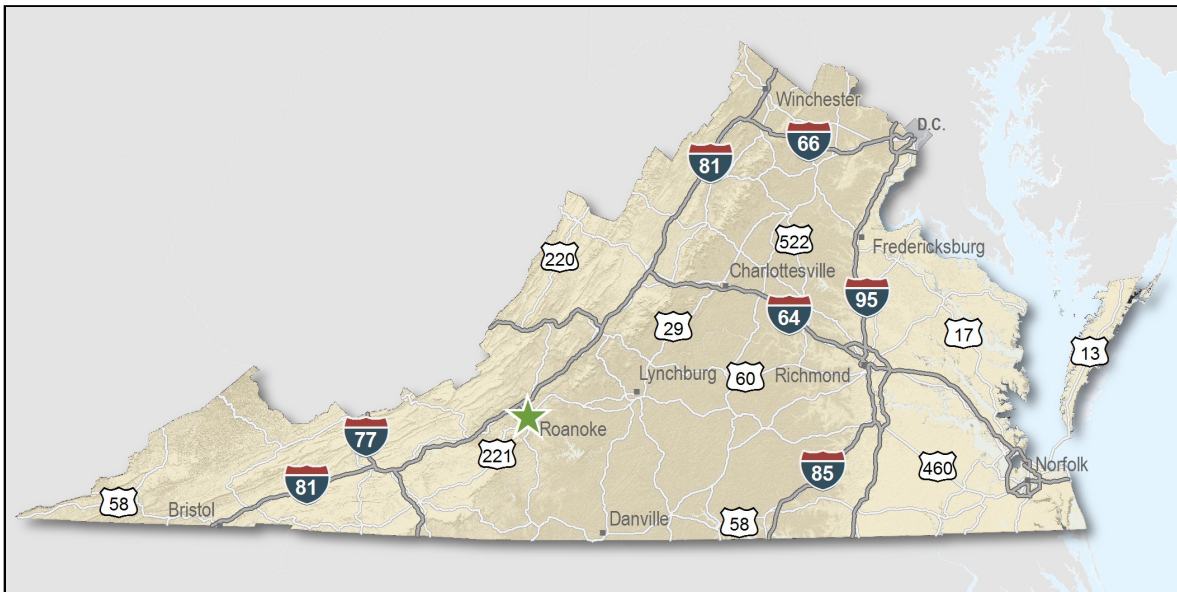 Winchester
D.C.
66
81
522
220
Fredericksburg
Charlottesville
95
64
29
17
13
Lynchburg
60
Richmond
Roanoke
77
221
81
85
460
Norfolk
58
Bristol
Danville
58